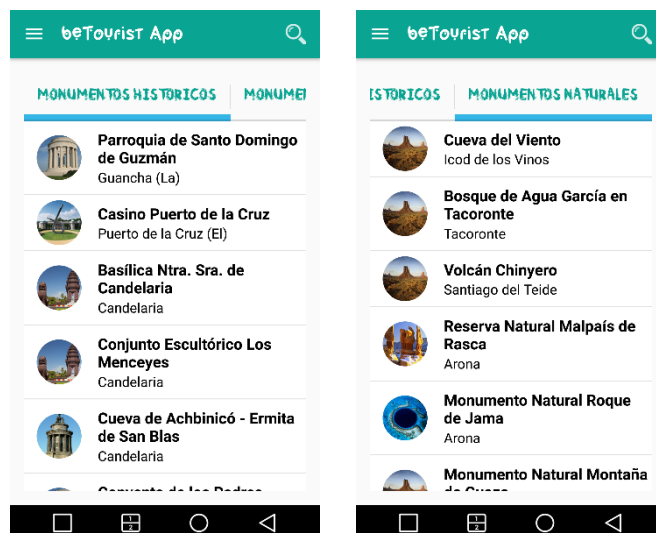 beTourist App
MONUMENTOS HISTORICOS
MONUME
Parroquia de Santo Domingo
de Guzmán
Guancha (La)
Casino Puerto de la Cruz
Puerto de la Cruz (El)
Basílica Ntra. Sra. de
Candelaria
Candelaria
Conjunto Escultórico Los
Menceyes
Candelaria
Cueva de Achbinicó - Ermita
de San Blas
Candelaria
beTourist App
ISTORICOS
MONUMENTOS NATURALES
Cueva del Viento
Icod de los Vinos
Bosque de Agua García en
Tacoronte
Tacoronte
Volcán Chinyero
Santiago del Teide
Reserva Natural Malpaís de
Rasca
Arona
Monumento Natural Roque
de Jama
Arona
Monumento Natural Montaña